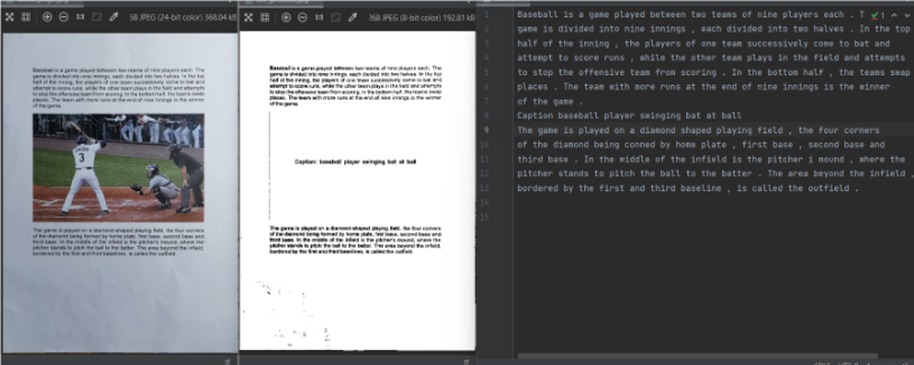 58 JPEG (24-bit color) 368.04 kB
Baseball is a game played between two teams of nine players each. The
game is divided into nine innings, each divided into two halves. In the top
half of the inning, the players of one team successively come to bat and
attempt to score runs, while the other team plays in the field and attempts
to stop the offensive team from scoring. In the bottom half, the teams swap
places. The team with more runs at the end of nine innings is the winner
of the game.
3
The game is played on a diamond-shaped playing field, the four corners
of the diamond being formed by home plate, first base, second base and
third base. In the middle of the infield is the pitcher's mound, where the
pitcher stands to pitch the ball to the batter. The area beyond the infield,
bordered by the first and third baselines, is called the outfield.
?68 JPEG (8-bit color) 192.81 kB
Baseball is a game played between two teams of nine players each. The
game is divided into nine innings, each divided into two halves. In the top
half of the inning, the players of one team successively come to bat and
attempt to score runs, while the other team plays in the field and attempts
to stop the offensive team from scoring. In the bottom half, the teams swap
places. The team with more runs at the end of nine innings is the winner
of the game.
Caption: baseball player swinging bat at ball
The game is played on a diamond-shaped playing field, the four corners
of the diamond being formed by home plate, first base, second base and
third base. In the middle of the infield is the pitcher's mound, where the
pitcher stands to pitch the ball to the batter. The area beyond the infield,
bordered by the first and third baselines, is called the outfield.
1 Baseball is a game played between two teams of nine players each . T 1
2 game is divided into nine innings , each divided into two halves . In the top
3 half of the inning , the players of one team successively come to bat and
4 attempt to score runs , while the other team plays in the field and attempts
5 to stop the offensive team from scoring . In the bottom half , the teams swap
6 places . The team with more runs at the end of nine innings is the winner
7 of the game .
8 Caption baseball player swinging bat at ball
9 The game is played on a diamond shaped playing field , the four corners
10 of the diamond being conned by home plate , first base , second base and
11 third base . In the middle of the infield is the pitcher i mound , where the
12 pitcher stands to pitch the ball to the batter . The area beyond the infield ,
13 bordered by the first and third baseline , is called the outfield .
14
15